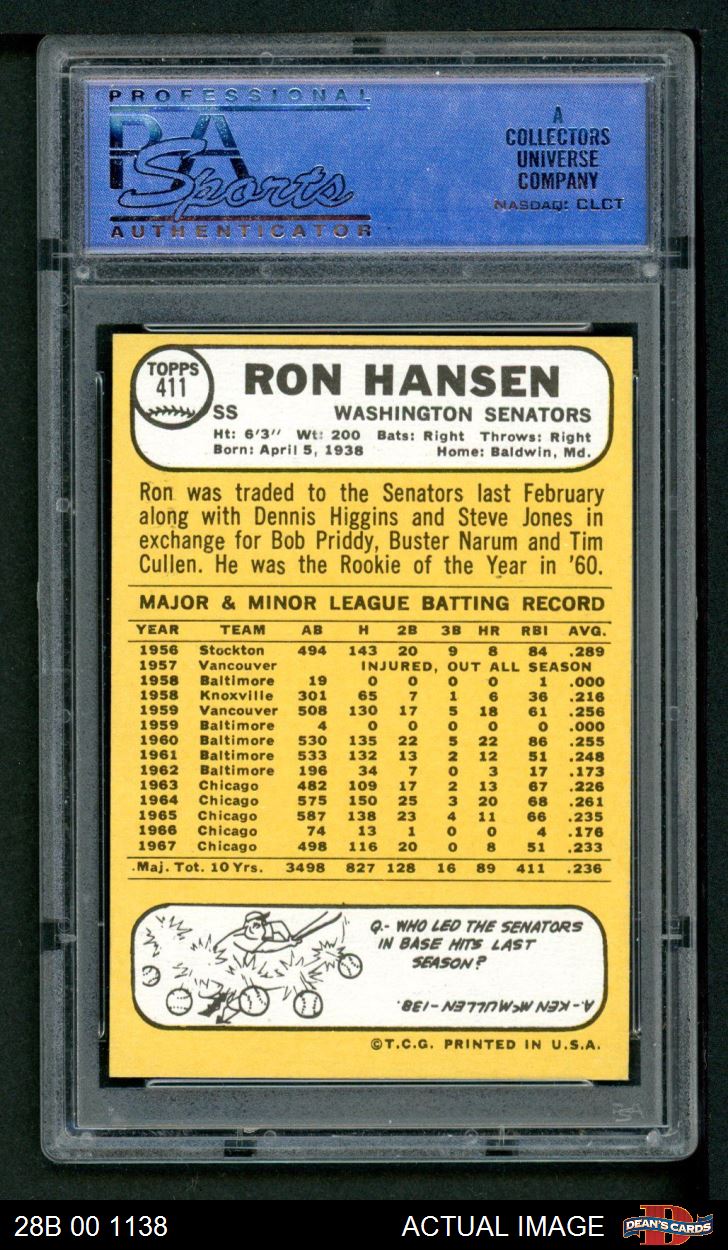 PROFESSIONAL
PSA
Sports
AUTHENTICATOR
A
COLLECTORS
UNIVERSE
COMPANY
NASDAQ: CLCT
TOPPS
411
RON HANSEN
SS WASHINGTON SENATORS
Ht: 6'3" Wt: 200 Bats: Right Throws: Right
Born: April 5, 1938 Home: Baldwin, Md.
Ron was traded to the Senators last February
along with Dennis Higgins and Steve Jones in
exchange for Bob Priddy, Buster Narum and Tim
Cullen. He was the Rookie of the Year in '60.
MAJOR & MINOR LEAGUE BATTING RECORD
YEAR TEAM AB H 2B 3B HR RBI AVG.
1956 Stockton 494 143 20 9 8 84 .289
1957 Vancouver INJURED, OUT ALL SEASON
1958 Baltimore 19 0 0 0 0 1 .000
1958 Knoxville 301 65 7 1 6 36 .216
1959 Vancouver 508 130 17 5 18 61 .256
1959 Baltimore 4 0 0 0 0 0 .000
1960 Baltimore 530 135 22 5 22 86 .255
1961 Baltimore 533 132 13 2 12 51 .248
1962 Baltimore 196 34 7 0 3 17 .173
1963 Chicago 482 109 17 2 13 67 .226
1964 Chicago 575 150 25 3 20 68 .261
1965 Chicago 587 138 23 4 11 66 .235
1966 Chicago 74 13 1 0 0 4 .176
1967 Chicago 498 116 20 0 8 51 .233
Maj. Tot. 10 Yrs. 3498 827 128 16 89 411 .236
Q.- WHO LED THE SENATORS
IN BASE HITS LAST
SEASON?
A.- KEN McMULLEN - 138.
©T.C.G. PRINTED IN U.S.A.
PSA
28B 00 1138 ACTUAL IMAGE
DEAN'S CARDS